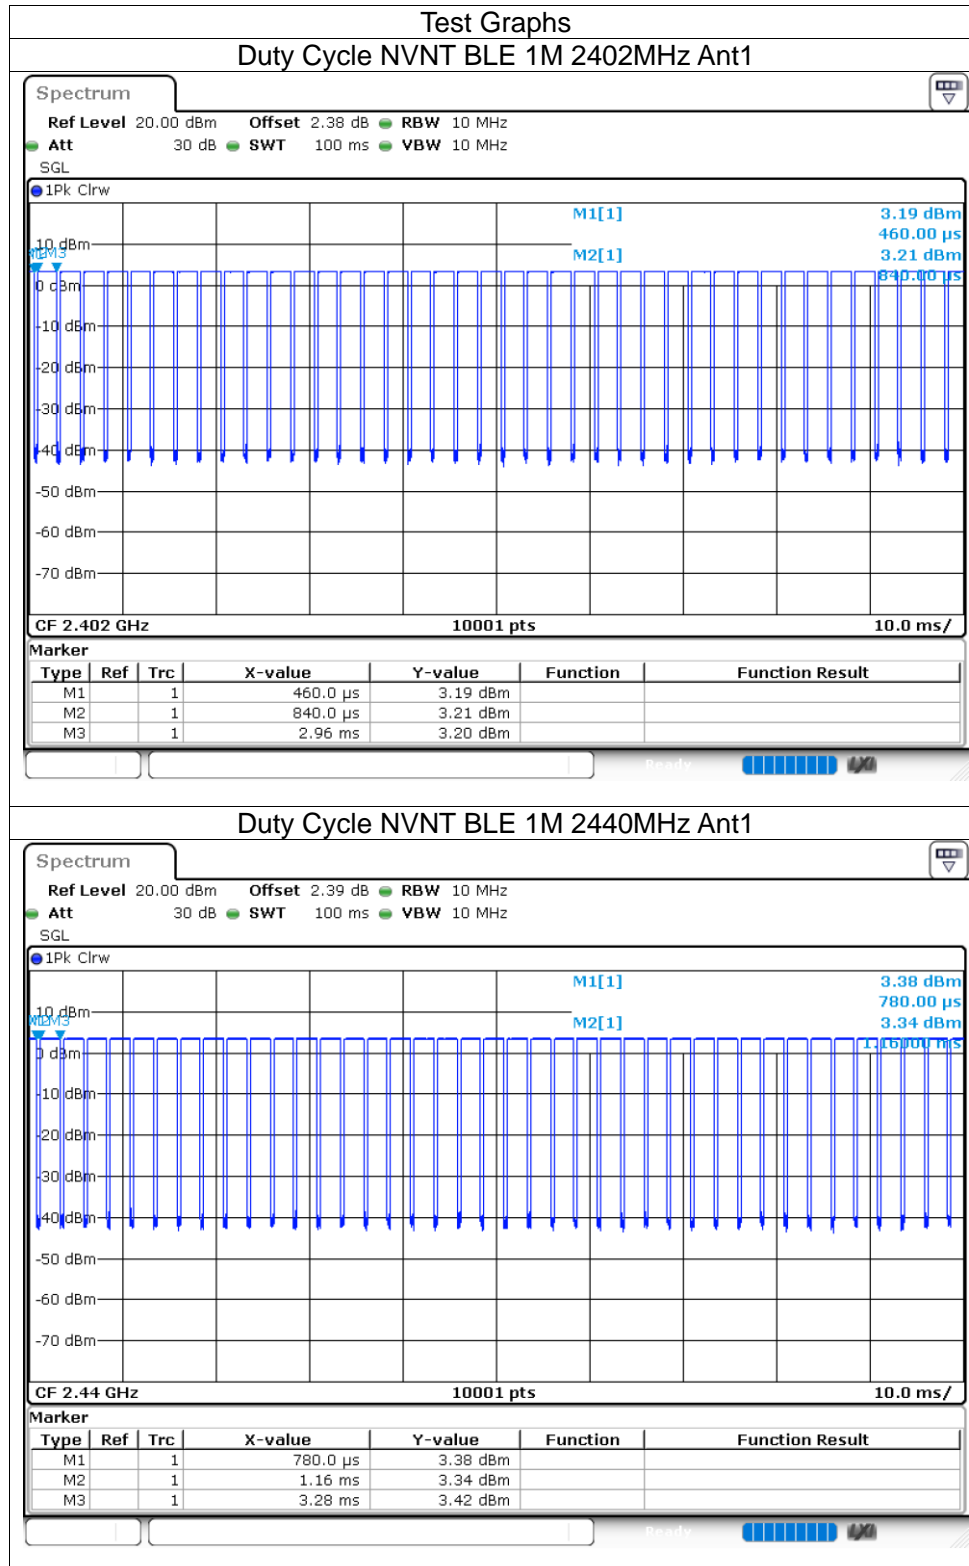 Test Graphs
Duty Cycle NVNT BLE 1M 2402MHz Ant1
Spectrum
Ref Level 20.00 dBm Offset 2.38 dB RBW 10 MHz
Att 30 dB SWT 100 ms VBW 10 MHz
SGL
1Pk Clrw
M1[1] 3.19 dBm
460.00 µs
10 dBm
M2[1] 3.21 dBm
840.00 µs
M3
0 dBm
-10 dBm
-20 dBm
-30 dBm
-40 dBm
-50 dBm
-60 dBm
-70 dBm
CF 2.402 GHz 10001 pts 10.0 ms/
Marker
Type Ref Trc X-value Y-value Function Function Result
M1 1 460.0 µs 3.19 dBm
M2 1 840.0 µs 3.21 dBm
M3 1 2.96 ms 3.20 dBm
Ready LXI
Duty Cycle NVNT BLE 1M 2440MHz Ant1
Spectrum
Ref Level 20.00 dBm Offset 2.39 dB RBW 10 MHz
Att 30 dB SWT 100 ms VBW 10 MHz
SGL
1Pk Clrw
M1[1] 3.38 dBm
780.00 µs
10 dBm
M2[1] 3.34 dBm
1.16000 ms
M3
0 dBm
-10 dBm
-20 dBm
-30 dBm
-40 dBm
-50 dBm
-60 dBm
-70 dBm
CF 2.44 GHz 10001 pts 10.0 ms/
Marker
Type Ref Trc X-value Y-value Function Function Result
M1 1 780.0 µs 3.38 dBm
M2 1 1.16 ms 3.34 dBm
M3 1 3.28 ms 3.42 dBm
Ready LXI